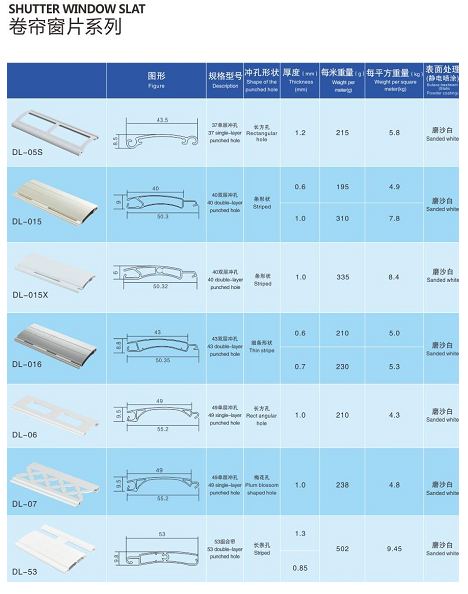 SHUTTER WINDOW SLAT
卷帘窗片系列
图形
Figure
规格型号
Description
冲孔形状
Shape of the
punched hole
厚度 ( mm )
Thickness
(mm)
每米重量 ( g )
Weight per
meter(g)
每平方重量 ( kg )
Weight per square
meter(kg)
表面处理
(静电喷涂)
Powder coating)
DL-05S
43.5
8.5
37单层冲孔
37 single-layer
punched hole
长方孔
Rectangular
hole
1.2
215
5.8
磨沙白
Sanded white
DL-015
40
9
50.3
40双层冲孔
40 double-layer
punched hole
条形状
Striped
0.6
195
4.9
1.0
310
7.8
磨沙白
Sanded white
DL-015X
50.32
40双层冲孔
40 double-layer
punched hole
条形状
Striped
1.0
335
8.4
磨沙白
Sanded white
DL-016
43
8.8
50.35
43双层冲孔
43 double-layer
punched hole
细条形状
Thin stripe
0.6
210
5.0
0.7
230
5.3
磨沙白
Sanded white
DL-06
49
9.5
55.2
49单层冲孔
49 single-layer
punched hole
长方孔
Rect angular
hole
1.0
210
4.3
磨沙白
Sanded white
DL-07
49
9.5
55.2
49单层冲孔
49 single-layer
punched hole
梅花孔
Plum blossom
shaped hole
1.0
238
4.8
磨沙白
Sanded white
DL-53
53
9.8
53组合帘
53 double-layer
punched hole
长条孔
Striped
1.3
0.85
502
9.45
磨沙白
Sanded white